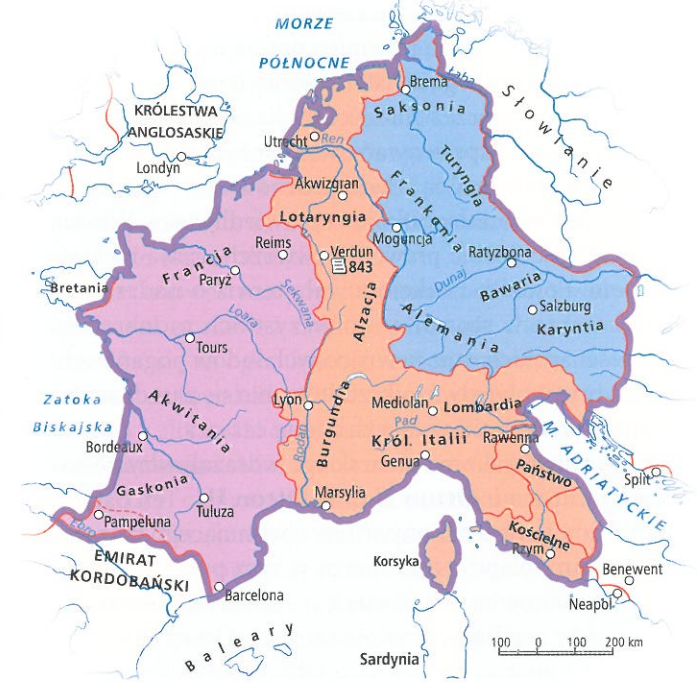 MORZE
PÓŁNOCNE
Łaba
Brema
Saksonia
Słowianie
KRÓLESTWA
ANGLOSASKIE
Londyn
Utrecht
Ren
Turyngia
Akwizgran
Frankonia
Lotaryngia
Moguncja
Reims
Verdun
843
Francja
Paryż
Ratyzbona
Dunaj
Bawaria
Bretania
Loara
Sekwana
Alzacja
Salzburg
Alemania
Karyntia
Tours
Zatoka
Biskajska
Akwitania
Lyon
Burgundia
Mediolan
Lombardia
Pad
Król. Italii
Rawenna
M. ADRIATYCKIE
Bordeaux
Rodan
Genua
Państwo
Split
Gaskonia
Tuluza
Marsylia
Pampeluna
Ebro
Kościelne
Rzym
EMIRAT
KORDOBAŃSKI
Korsyka
Benewent
Barcelona
Neapol
Baleary
Sardynia
100 0 100 200 km